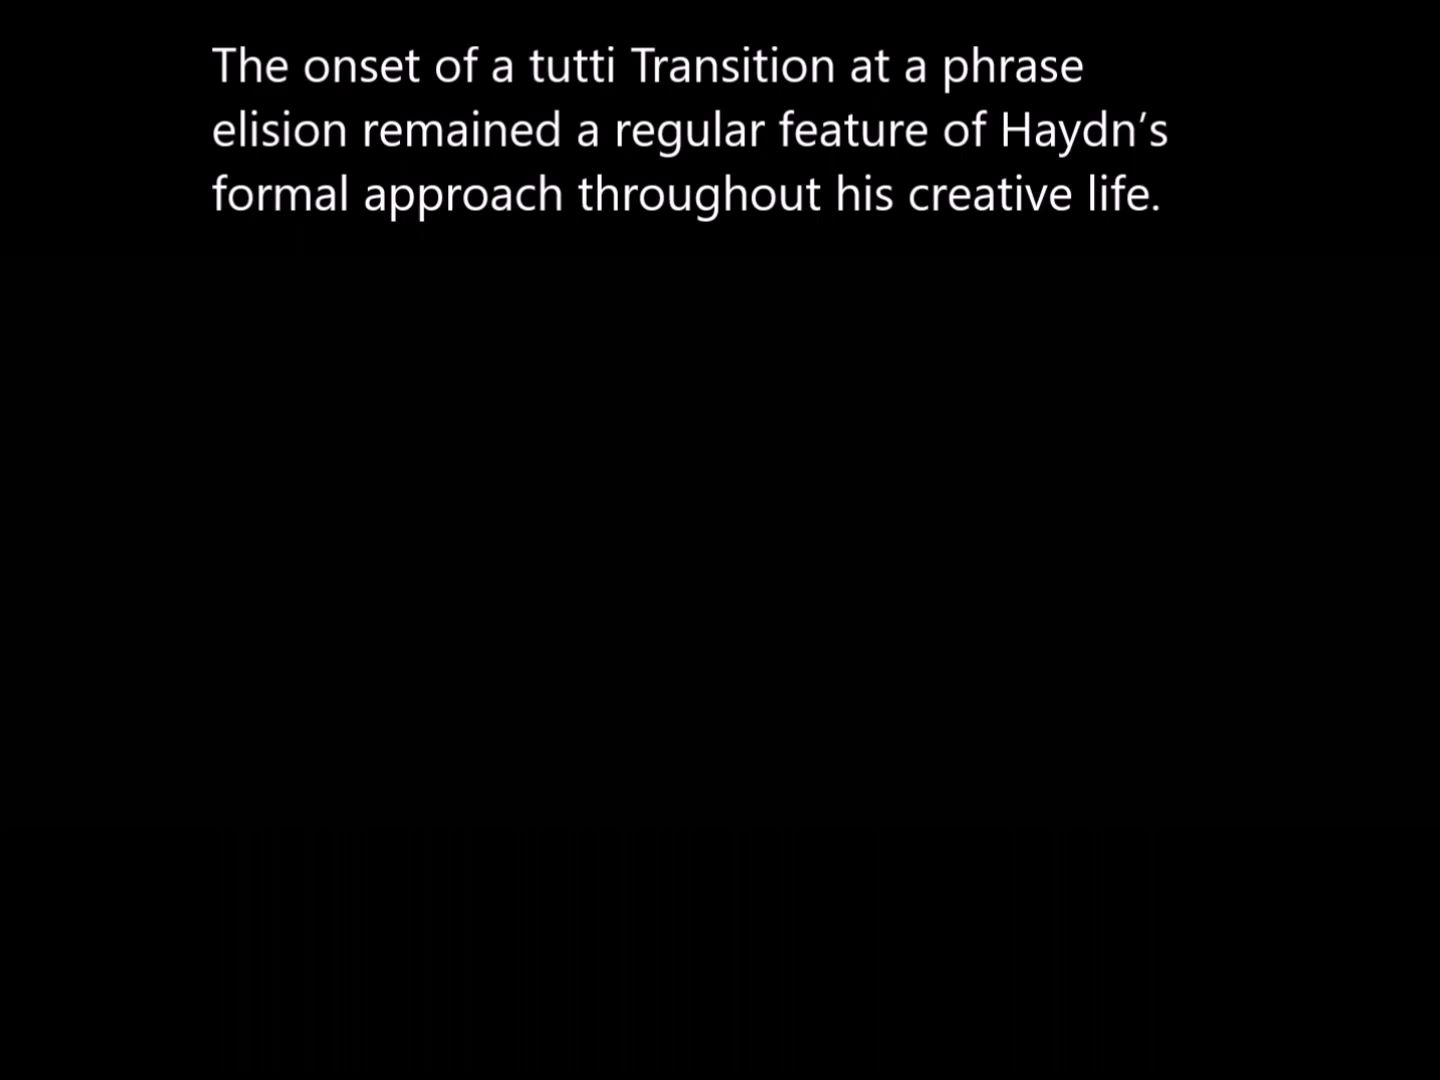 The onset of a tutti Transition at a phrase
elision remained a regular feature of Haydn’s
formal approach throughout his creative life.